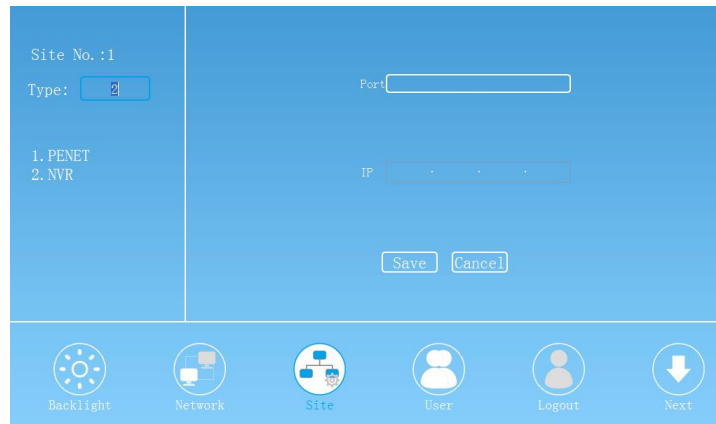 Site No.:1
Type: 2
1. PENET
2. NVR
Port
IP . . .
Save Cancel
Backlight Network Site User Logout Next